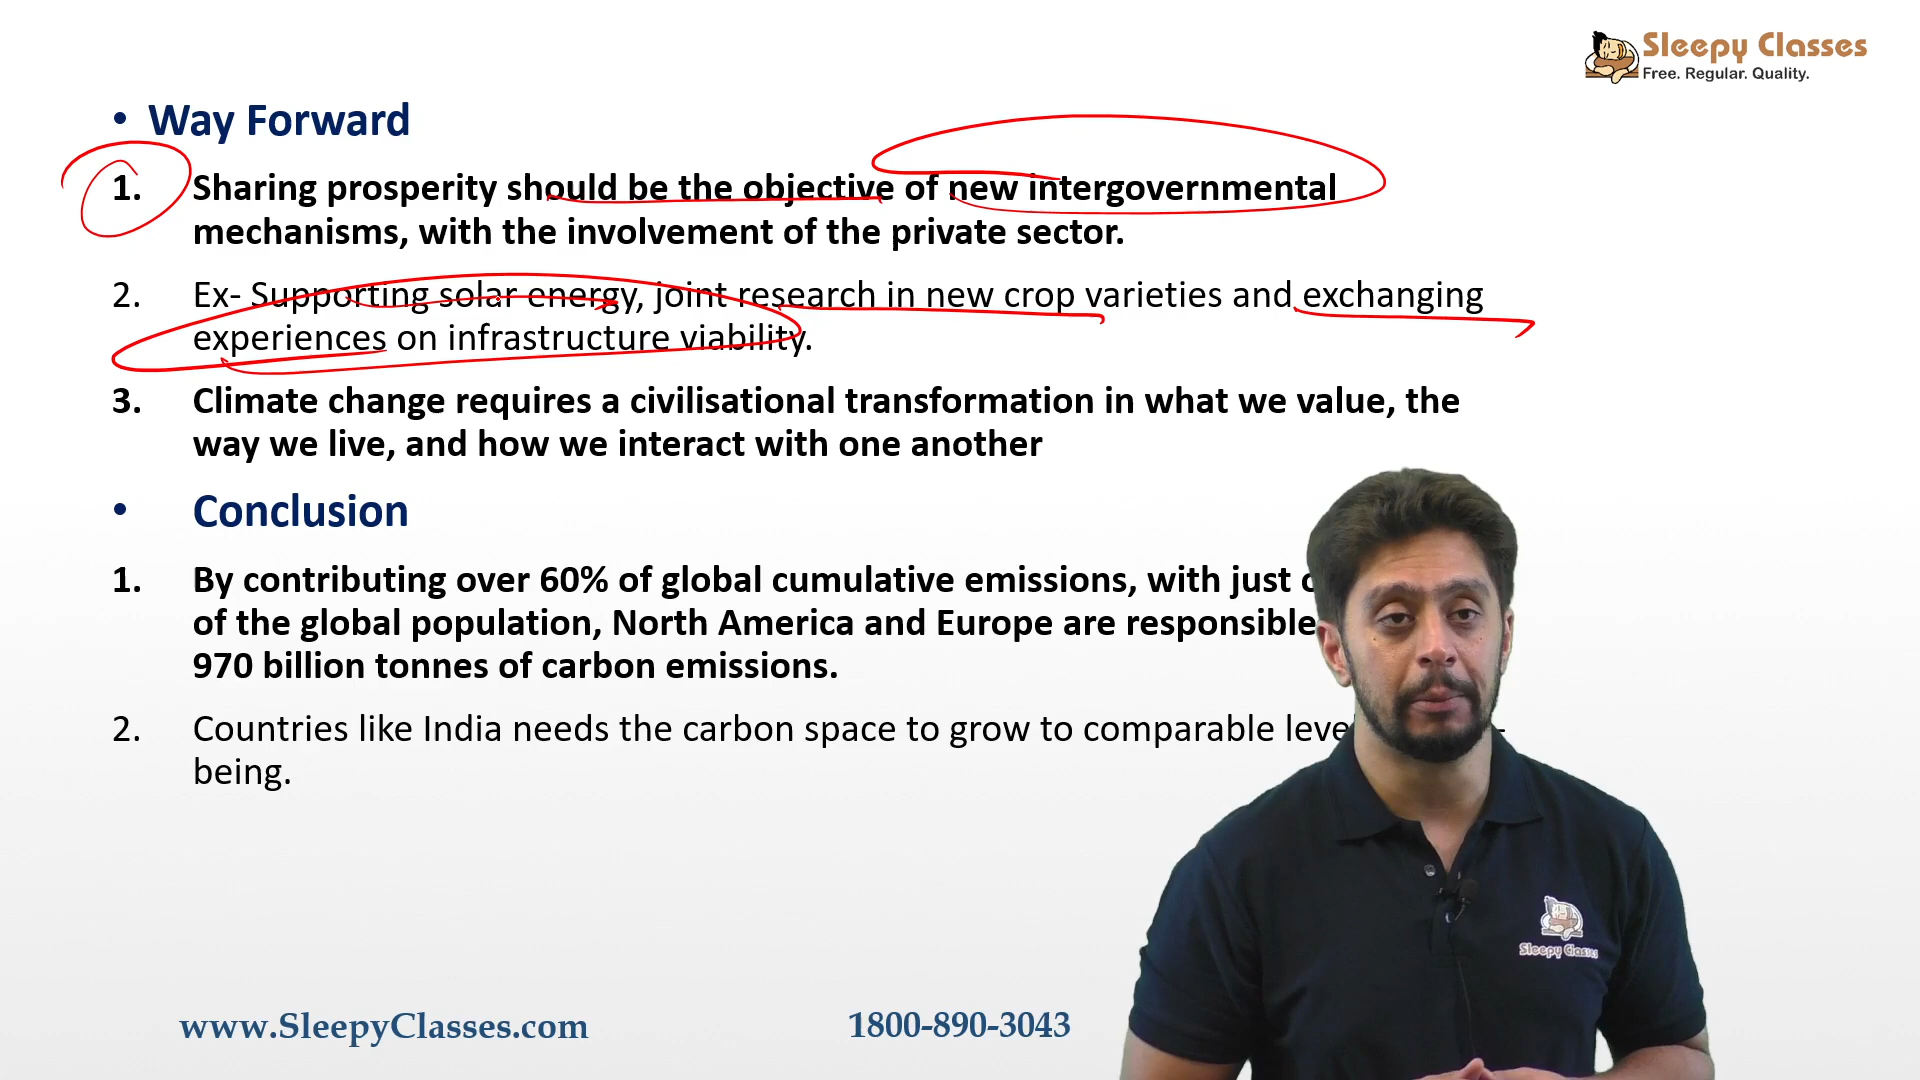 Sleepy Classes
Free. Regular. Quality.
• Way Forward
1. Sharing prosperity should be the objective of new intergovernmental
mechanisms, with the involvement of the private sector.
2. Ex- Supporting solar energy, joint research in new crop varieties and exchanging
experiences on infrastructure viability.
3. Climate change requires a civilisational transformation in what we value, the
way we live, and how we interact with one another
• Conclusion
1. By contributing over 60% of global cumulative emissions, with just
of the global population, North America and Europe are responsible
970 billion tonnes of carbon emissions.
2. Countries like India needs the carbon space to grow to comparable
being.
Sleepy Classes
www.SleepyClasses.com
1800-890-3043